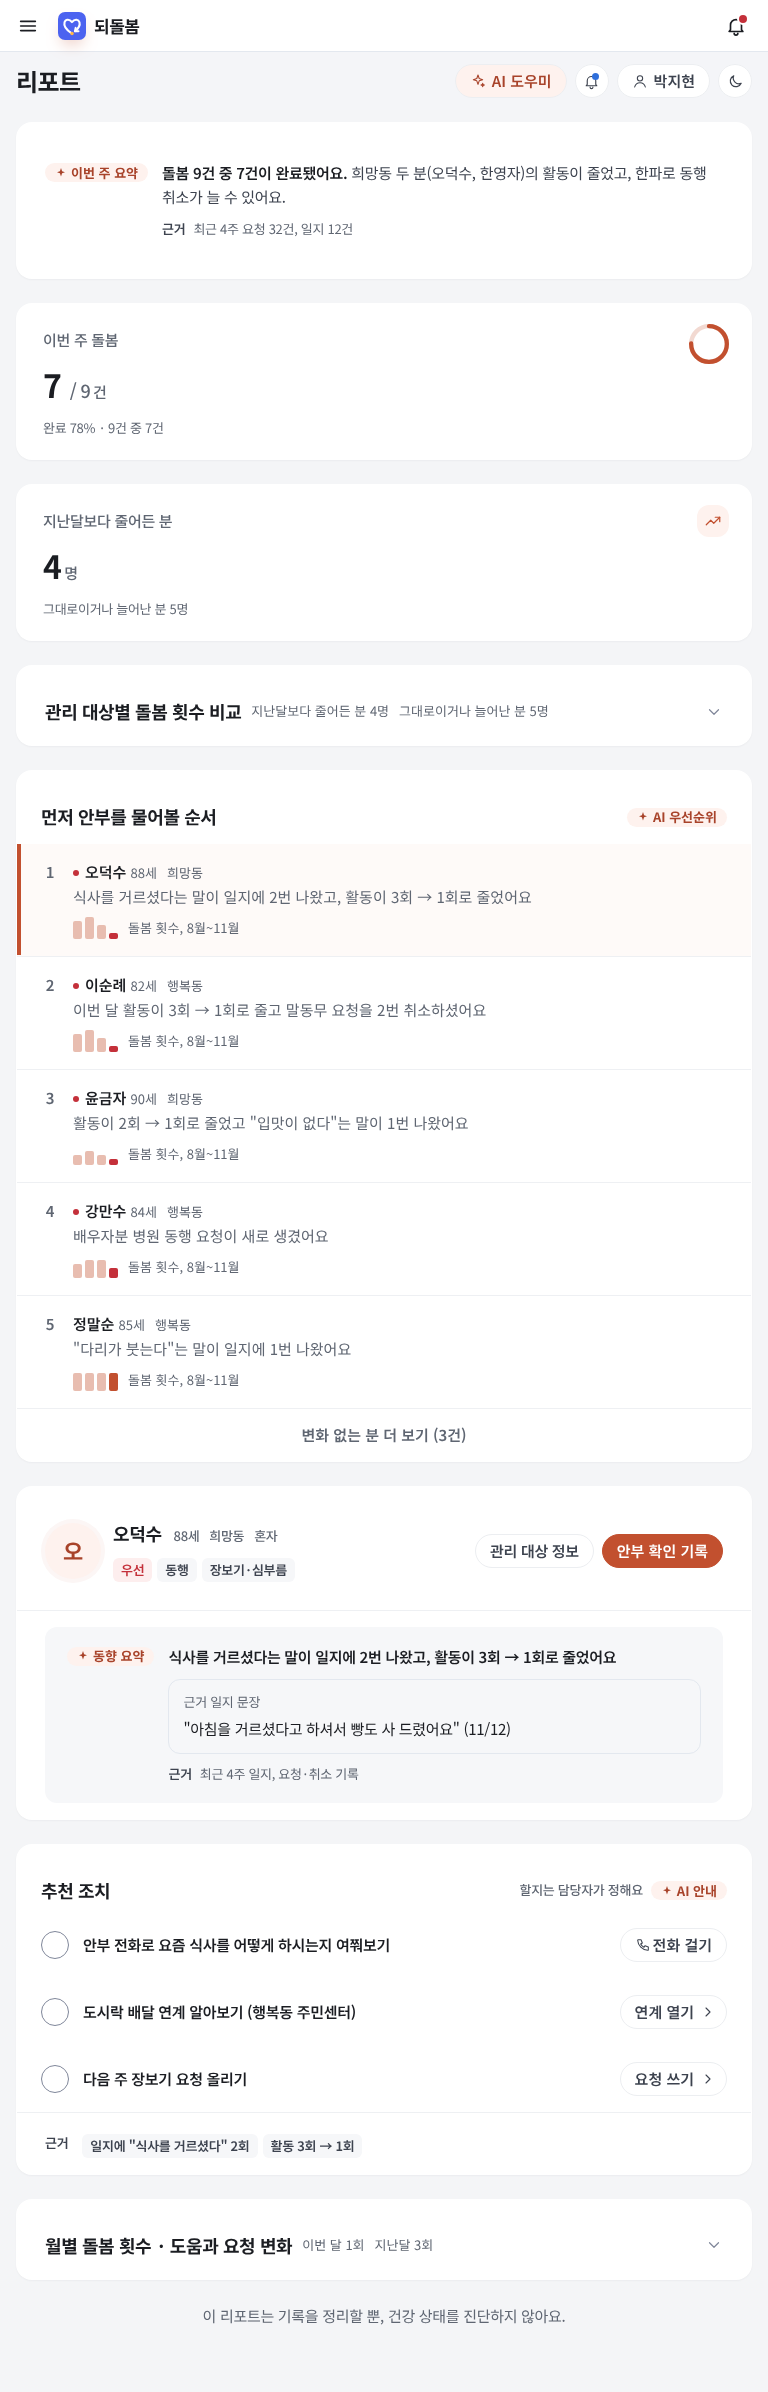 되돌봄
리포트
AI 도우미
박지현
이번 주 요약
돌봄 9건 중 7건이 완료됐어요. 희망동 두 분(오덕수, 한영자)의 활동이 줄었고, 한파로 동행
취소가 늘 수 있어요.
근거 최근 4주 요청 32건, 일지 12건
이번 주 돌봄
7 / 9 건
완료 78% · 9건 중 7건
지난달보다 줄어든 분
4 명
그대로이거나 늘어난 분 5명
관리 대상별 돌봄 횟수 비교 지난달보다 줄어든 분 4명 그대로이거나 늘어난 분 5명
먼저 안부를 물어볼 순서
AI 우선순위
1 오덕수 88세 희망동
식사를 거르셨다는 말이 일지에 2번 나왔고, 활동이 3회 → 1회로 줄었어요
돌봄 횟수, 8월~11월
2 이순례 82세 행복동
이번 달 활동이 3회 → 1회로 줄고 말동무 요청을 2번 취소하셨어요
돌봄 횟수, 8월~11월
3 윤금자 90세 희망동
활동이 2회 → 1회로 줄었고 "입맛이 없다"는 말이 1번 나왔어요
돌봄 횟수, 8월~11월
4 강만수 84세 행복동
배우자분 병원 동행 요청이 새로 생겼어요
돌봄 횟수, 8월~11월
5 정말순 85세 행복동
"다리가 붓는다"는 말이 일지에 1번 나왔어요
돌봄 횟수, 8월~11월
변화 없는 분 더 보기 (3건)
오
오덕수 88세 희망동 혼자
우선 동행 장보기·심부름
관리 대상 정보
안부 확인 기록
동향 요약
식사를 거르셨다는 말이 일지에 2번 나왔고, 활동이 3회 → 1회로 줄었어요
근거 일지 문장
"아침을 거르셨다고 하셔서 빵도 사 드렸어요" (11/12)
근거 최근 4주 일지, 요청·취소 기록
추천 조치
할지는 담당자가 정해요
AI 안내
안부 전화로 요즘 식사를 어떻게 하시는지 여쭤보기
전화 걸기
도시락 배달 연계 알아보기 (행복동 주민센터)
연계 열기
다음 주 장보기 요청 올리기
요청 쓰기
근거 일지에 "식사를 거르셨다" 2회 활동 3회 → 1회
월별 돌봄 횟수 · 도움과 요청 변화 이번 달 1회 지난달 3회
이 리포트는 기록을 정리할 뿐, 건강 상태를 진단하지 않아요.